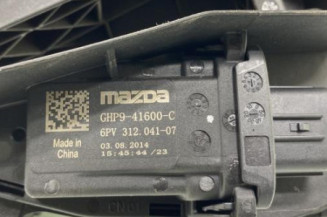 mazDa
GHP9-41600-C
6PV 312.041-07
Made in
China
03.06.2014
15:45:44 /23